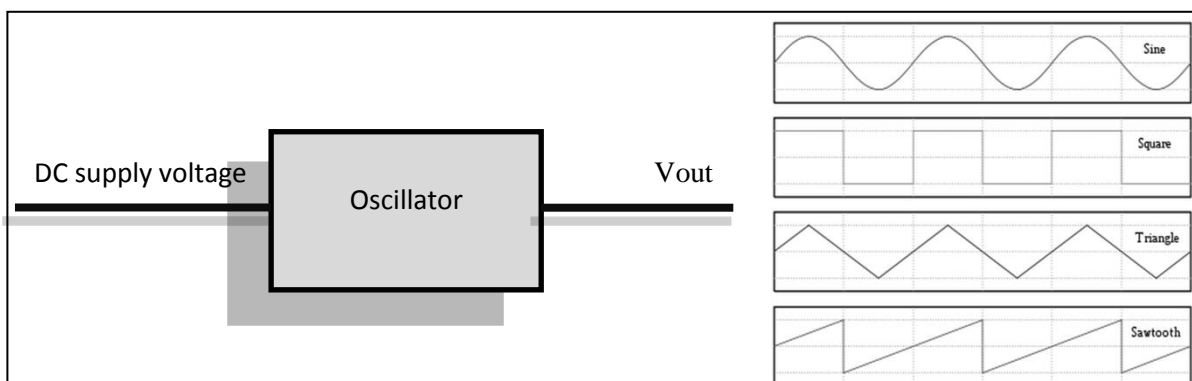 DC supply voltage
Oscillator
Vout
Sine
Square
Triangle
Sawtooth